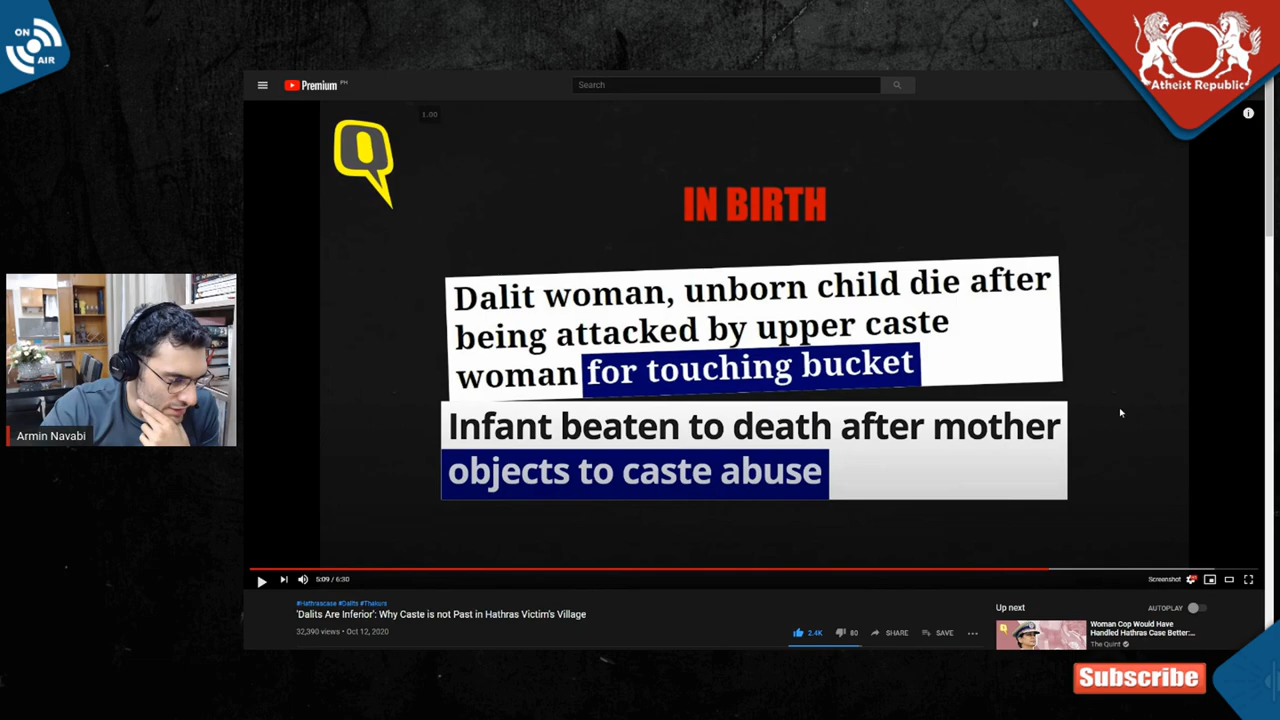 ON
AIR
Premium PH
Search
Atheist Republic
1.00
Q
IN BIRTH
Dalit woman, unborn child die after
being attacked by upper caste
woman for touching bucket
Infant beaten to death after mother
objects to caste abuse
Armin Navabi
5:09 / 6:30
Screenshot
#Hathrascase #Dalits #Thakurs
'Dalits Are Inferior': Why Caste is not Past in Hathras Victim's Village
32,390 views • Oct 12, 2020
2.4K
80
SHARE
SAVE
Up next
AUTOPLAY
Woman Cop Would Have
Handled Hathras Case Better:...
The Quint
Subscribe